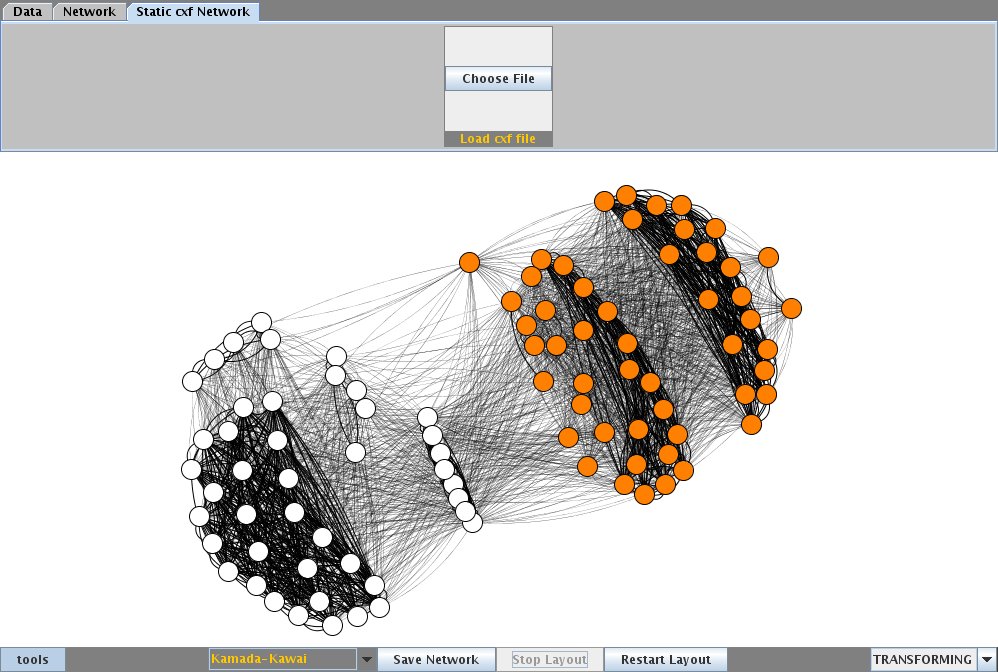 Data Network Static cxf Network
Choose File
Load cxf file
tools Kamada-Kawai Save Network Stop Layout Restart Layout TRANSFORMING